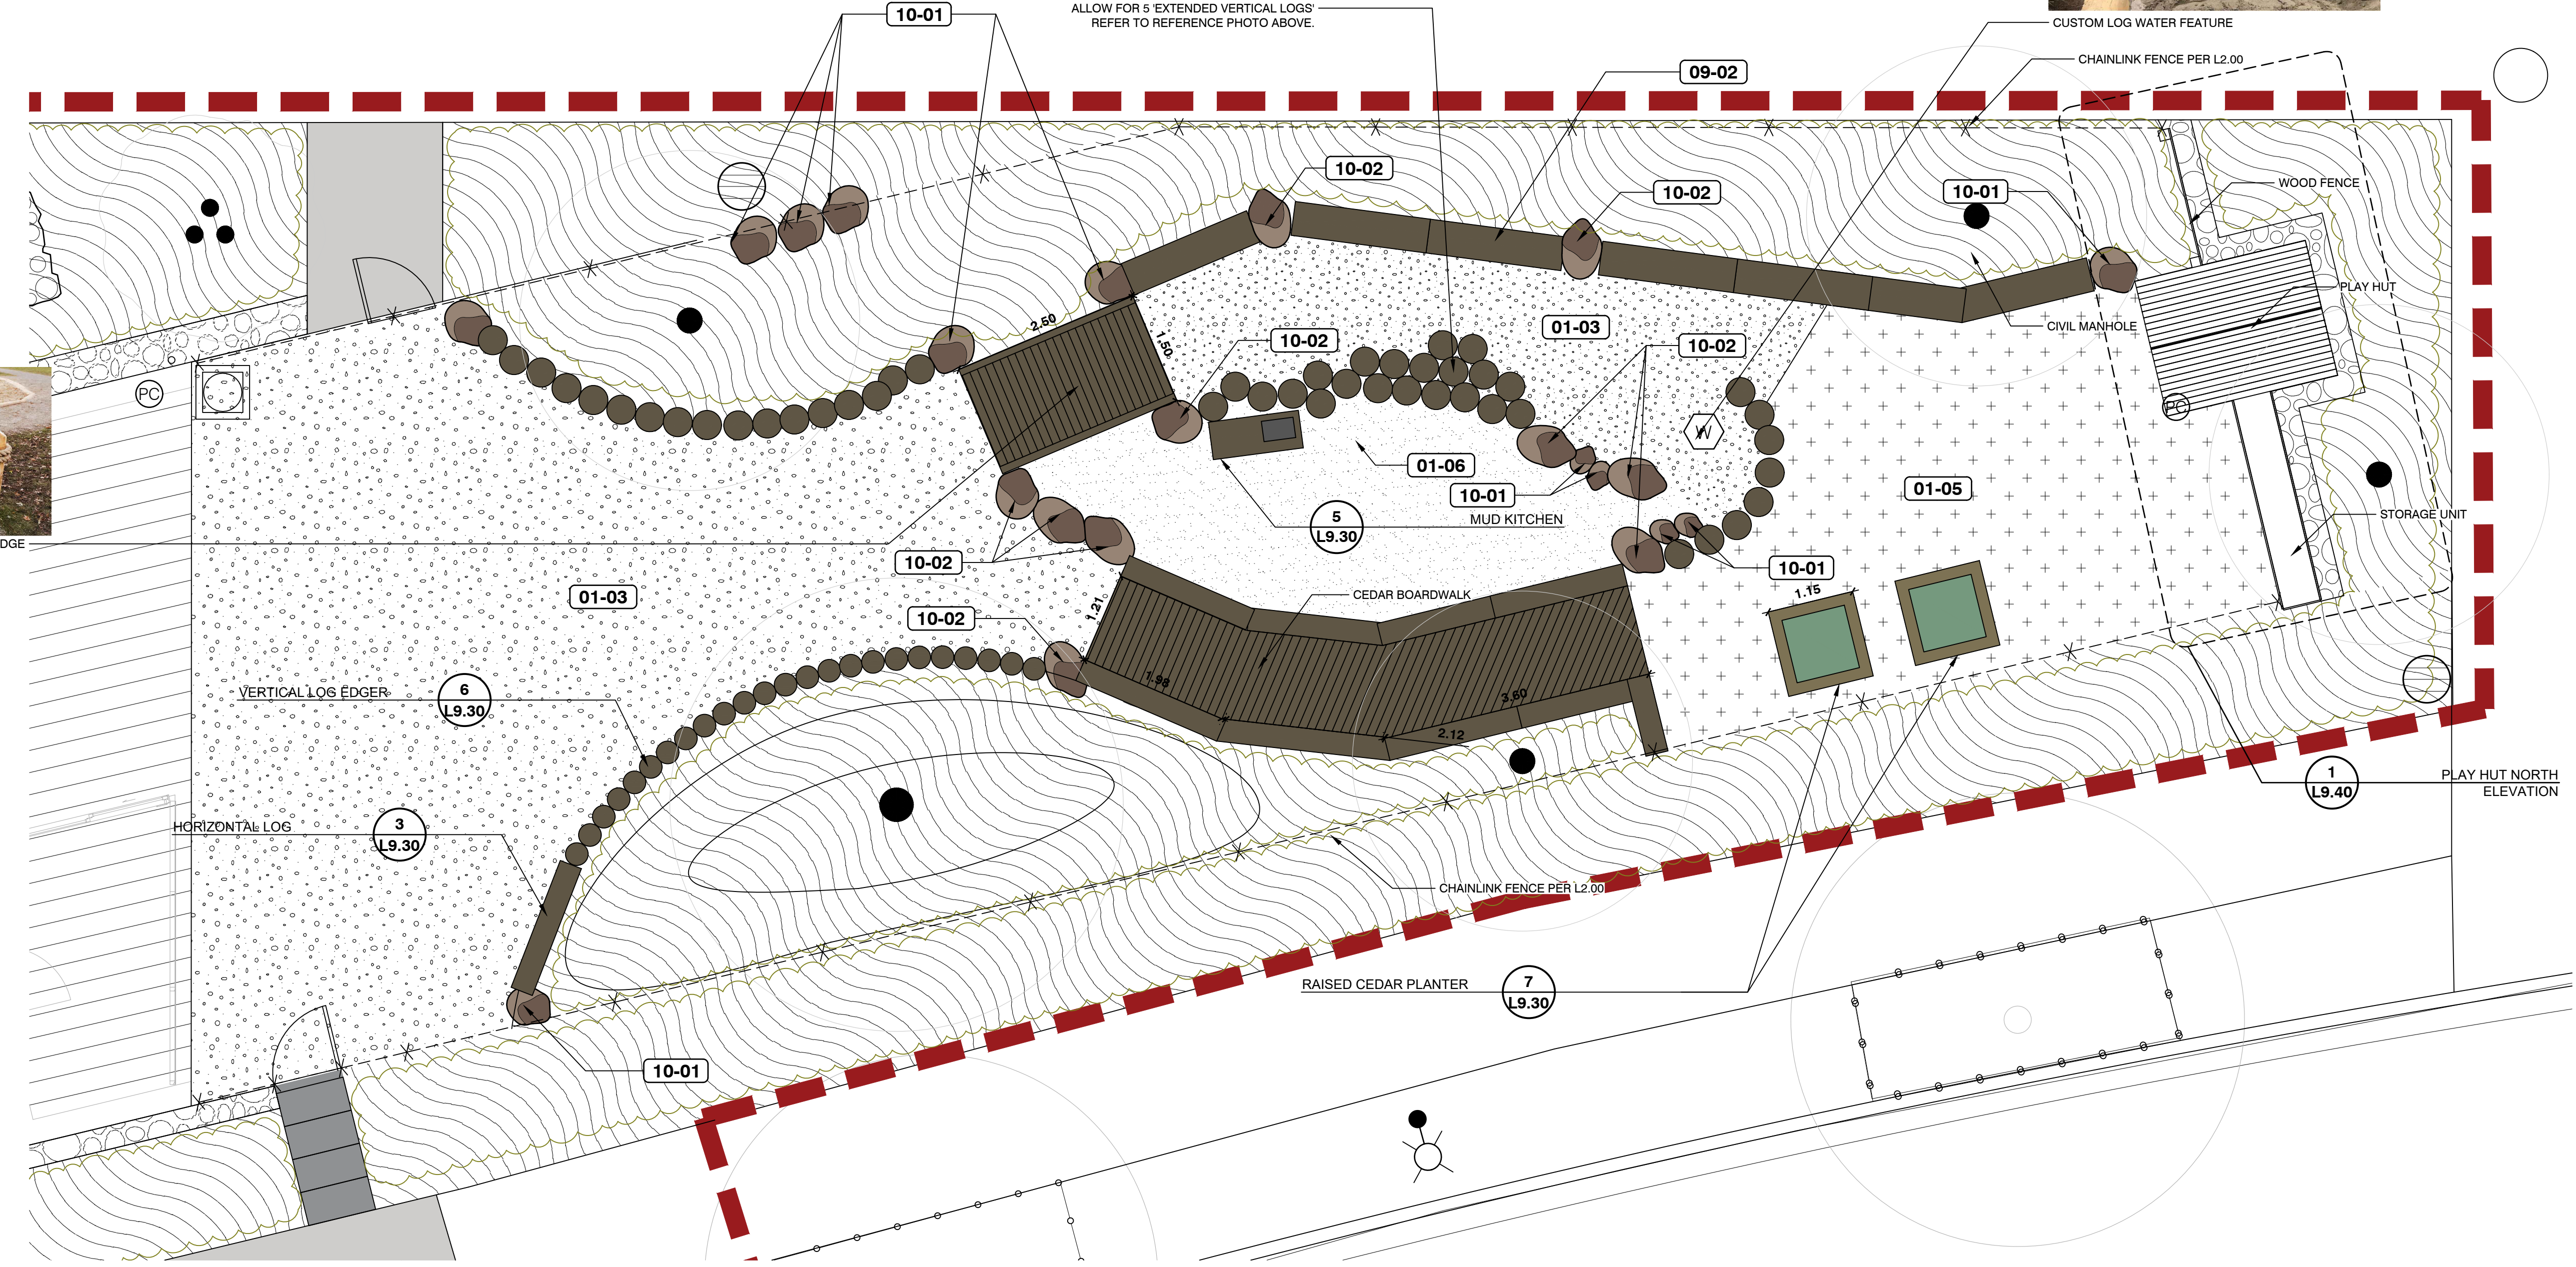 10-01
ALLOW FOR 5 'EXTENDED VERTICAL LOGS'
REFER TO REFERENCE PHOTO ABOVE.
CUSTOM LOG WATER FEATURE
CHAINLINK FENCE PER L2.00
09-02
10-02
10-02
10-01
WOOD FENCE
PLAY HUT
CIVIL MANHOLE
2.50
1.50
10-02
01-03
10-02
PC
PC
W
01-06
10-01
01-05
5
L9.30
MUD KITCHEN
STORAGE UNIT
DGE
10-02
10-01
01-03
1.21
CEDAR BOARDWALK
1.15
10-02
1.98
3.60
2.12
VERTICAL LOG EDGER
6
L9.30
1
L9.40
PLAY HUT NORTH
ELEVATION
HORIZONTAL LOG
3
L9.30
CHAINLINK FENCE PER L2.00
RAISED CEDAR PLANTER
7
L9.30
10-01